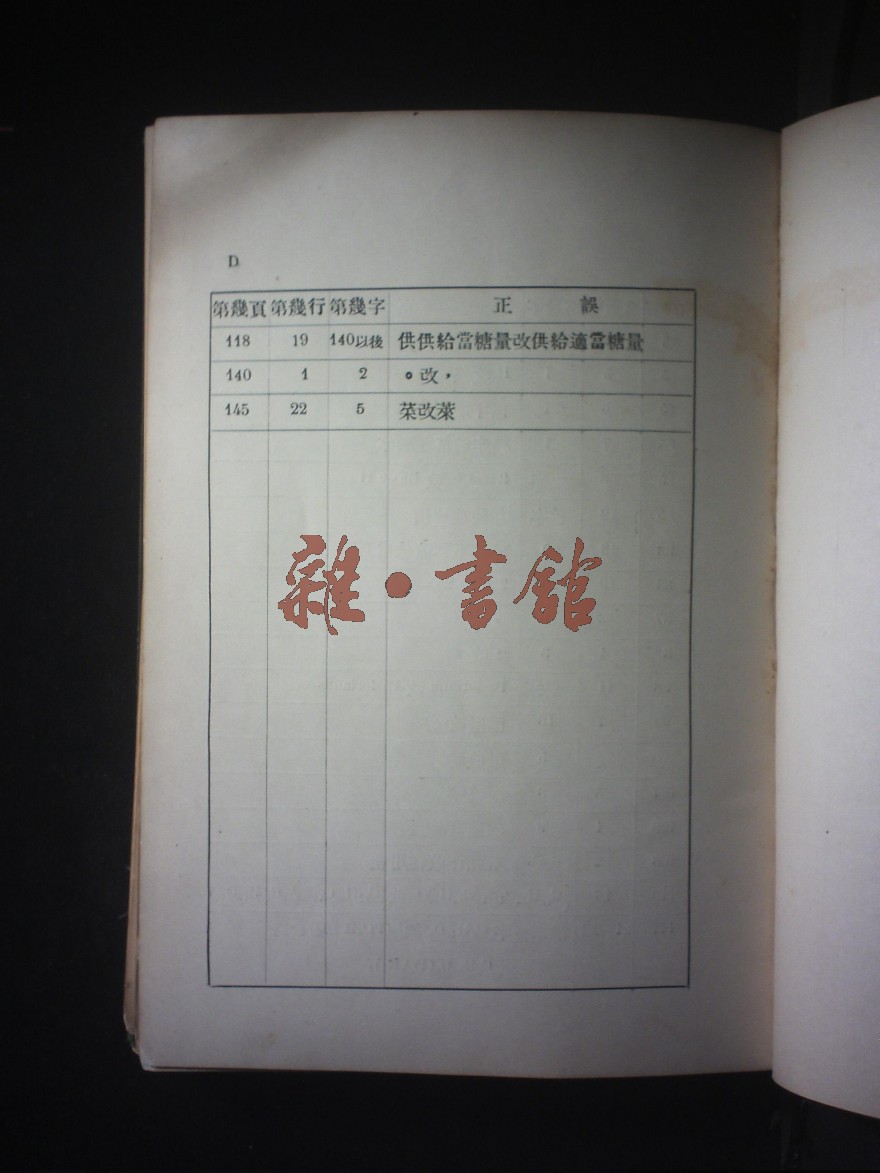 D
第幾頁 第幾行 第幾字 正 誤
118 19 140以後 供供給當糖量改供給適當糖量
140 1 2 。改，
145 22 5 菜改萊
雜·書館